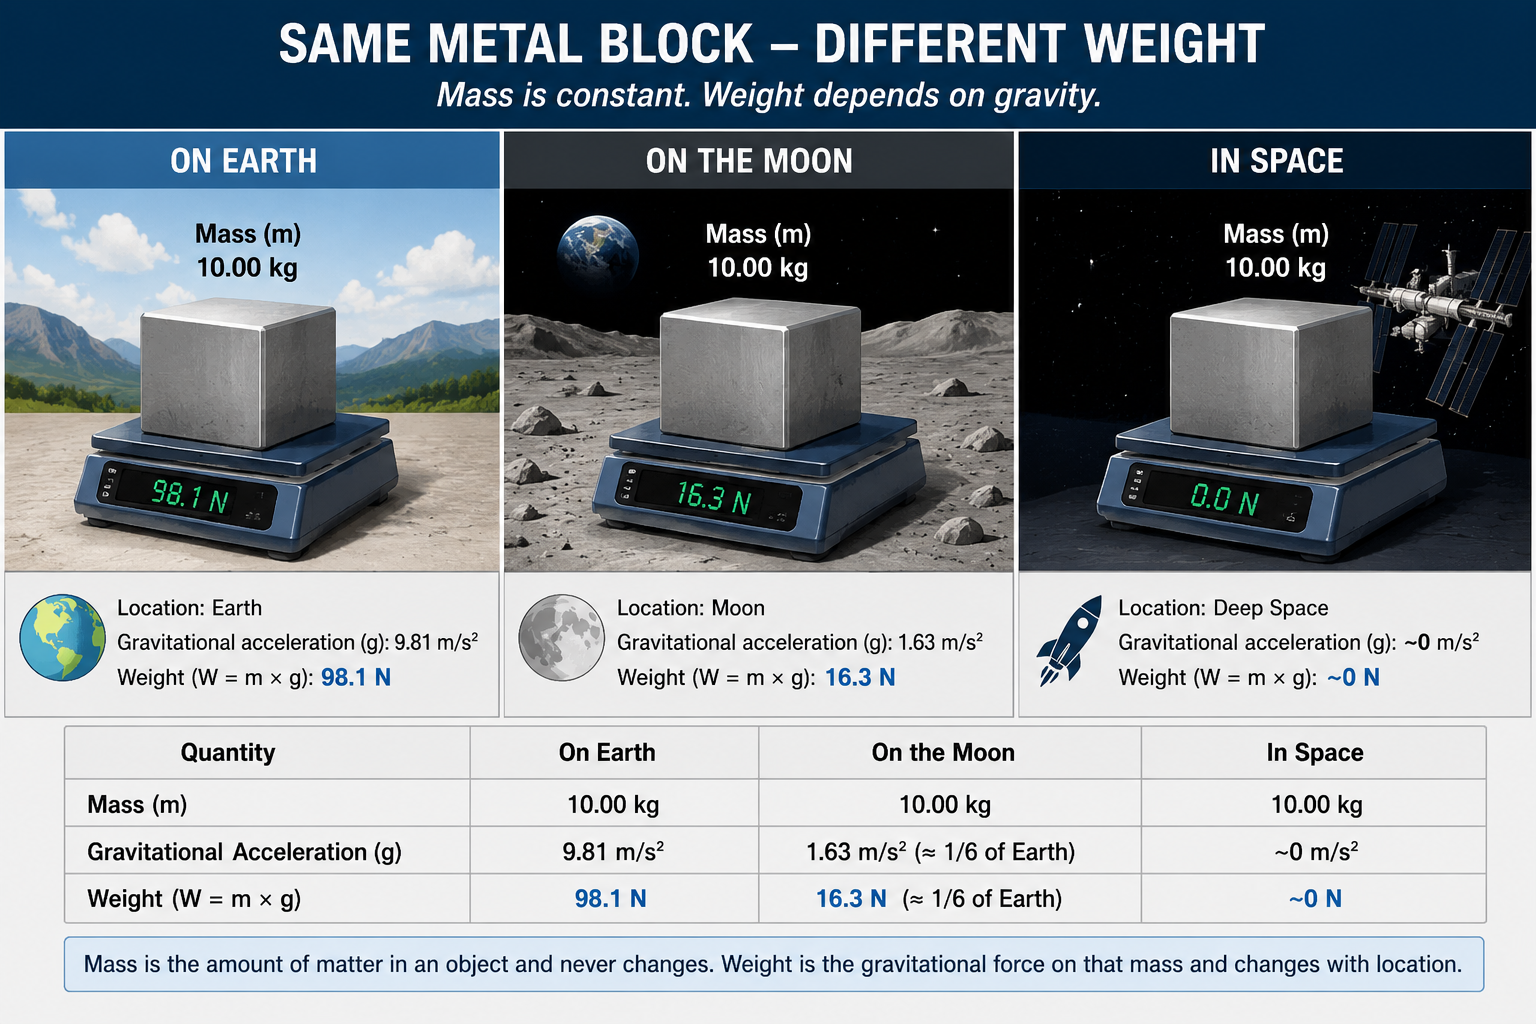 SAME METAL BLOCK – DIFFERENT WEIGHT
Mass is constant. Weight depends on gravity.
ON EARTH
Mass (m)
10.00 kg
98.1 N
Location: Earth
Gravitational acceleration (g): 9.81 m/s²
Weight (W = m × g): 98.1 N
ON THE MOON
Mass (m)
10.00 kg
16.3 N
Location: Moon
Gravitational acceleration (g): 1.63 m/s²
Weight (W = m × g): 16.3 N
IN SPACE
Mass (m)
10.00 kg
0.0 N
Location: Deep Space
Gravitational acceleration (g): ~0 m/s²
Weight (W = m × g): ~0 N
Quantity On Earth On the Moon In Space
Mass (m) 10.00 kg 10.00 kg 10.00 kg
Gravitational Acceleration (g) 9.81 m/s² 1.63 m/s² (≈ 1/6 of Earth) ~0 m/s²
Weight (W = m × g) 98.1 N 16.3 N (≈ 1/6 of Earth) ~0 N
Mass is the amount of matter in an object and never changes. Weight is the gravitational force on that mass and changes with location.